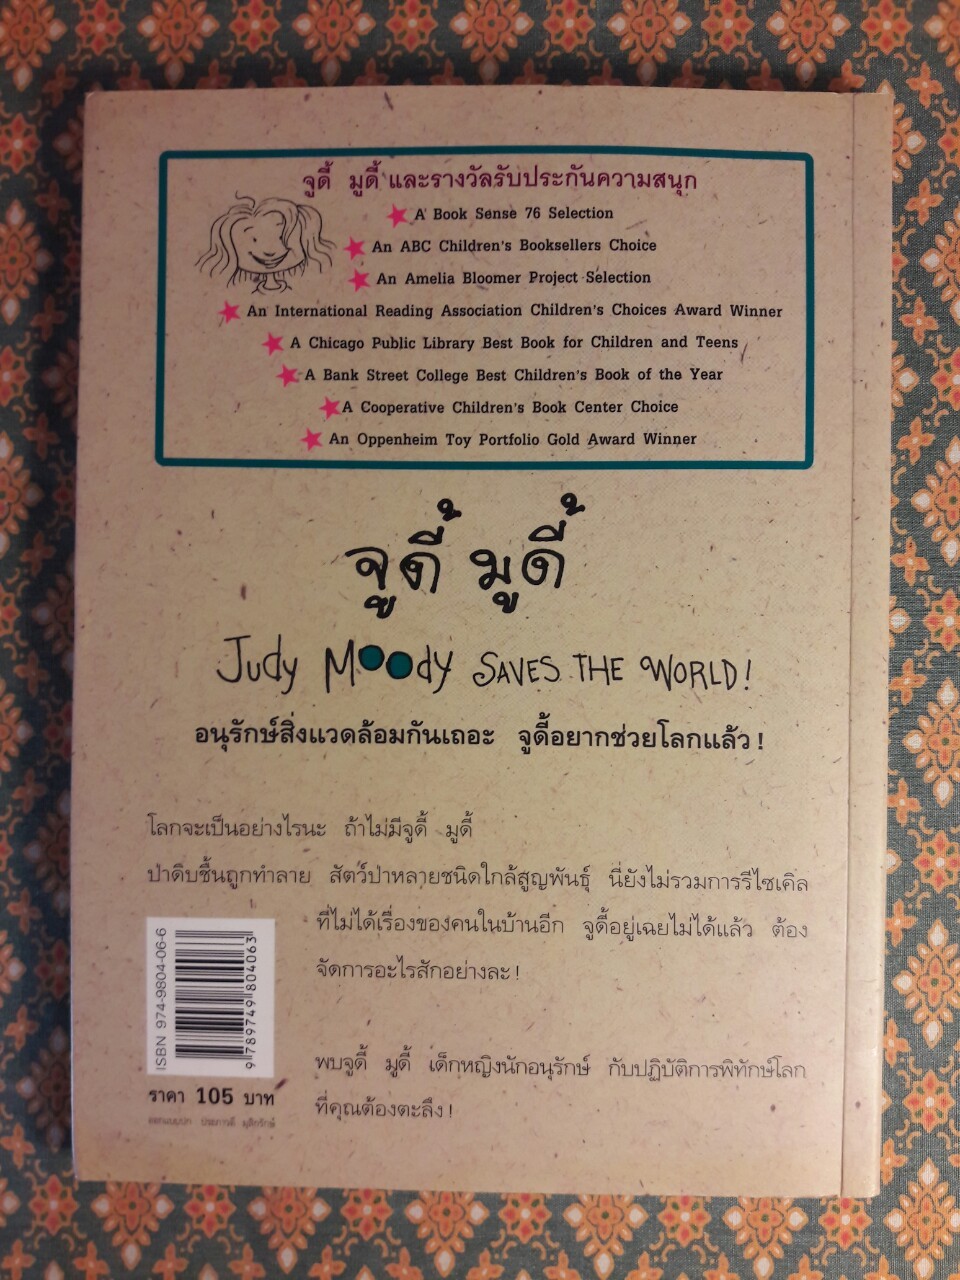 จูดี้ มูดี้ และรางวัลรับประกันความสนุก
A Book Sense 76 Selection
An ABC Children's Booksellers Choice
An Amelia Bloomer Project Selection
An International Reading Association Children's Choices Award Winner
A Chicago Public Library Best Book for Children and Teens
A Bank Street College Best Children's Book of the Year
A Cooperative Children's Book Center Choice
An Oppenheim Toy Portfolio Gold Award Winner
จูดี้ มูดี้
Judy Moody SAVES THE WORLD!
อนุรักษ์สิ่งแวดล้อมกันเถอะ จูดี้อยากช่วยโลกแล้ว!
โลกจะเป็นอย่างไรนะ ถ้าไม่มีจูดี้ มูดี้
ป่าดิบชื้นถูกทำลาย สัตว์ป่าหลายชนิดใกล้สูญพันธุ์ นี่ยังไม่รวมการรีไซเคิล
ที่ไม่ได้เรื่องของคนในบ้านอีก จูดี้อยู่เฉยไม่ได้แล้ว ต้อง
จัดการอะไรสักอย่างละ!
พบจูดี้ มูดี้ เด็กหญิงนักอนุรักษ์ กับปฏิบัติการพิทักษ์โลก
ที่คุณต้องตะลึง!
ISBN 974-9804-06-6
9789749804063
ราคา 105 บาท
ออกแบบปก